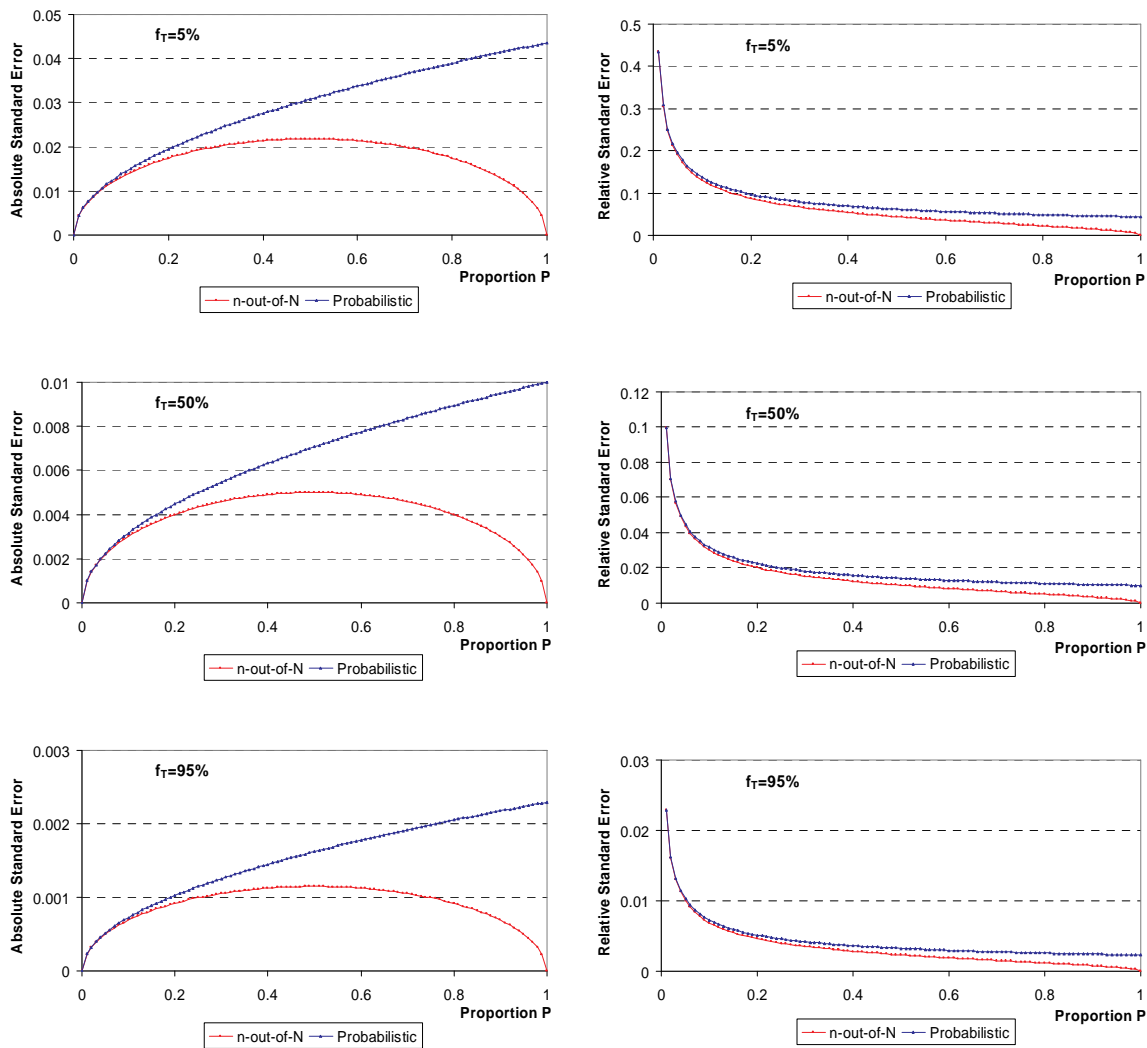 Absolute Standard Error
0.05
0.04
0.03
0.02
0.01
0
f_T=5%
0 0.2 0.4 0.6 0.8 1
Proportion P
n-out-of-N Probabilistic
Relative Standard Error
0.5
0.4
0.3
0.2
0.1
0
f_T=5%
0 0.2 0.4 0.6 0.8 1
Proportion P
n-out-of-N Probabilistic
Absolute Standard Error
0.01
0.008
0.006
0.004
0.002
0
f_T=50%
0 0.2 0.4 0.6 0.8 1
Proportion P
n-out-of-N Probabilistic
Relative Standard Error
0.12
0.1
0.08
0.06
0.04
0.02
0
f_T=50%
0 0.2 0.4 0.6 0.8 1
Proportion P
n-out-of-N Probabilistic
Absolute Standard Error
0.003
0.002
0.001
0
f_T=95%
0 0.2 0.4 0.6 0.8 1
Proportion P
n-out-of-N Probabilistic
Relative Standard Error
0.03
0.02
0.01
0
f_T=95%
0 0.2 0.4 0.6 0.8 1
Proportion P
n-out-of-N Probabilistic